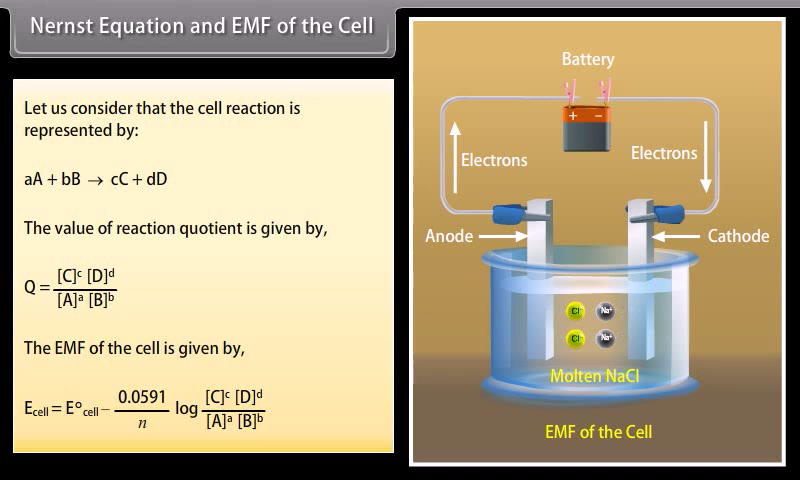 Nernst Equation and EMF of the Cell
Let us consider that the cell reaction is
represented by:
aA + bB → cC + dD
The value of reaction quotient is given by,
Q = [C]ᶜ [D]ᵈ / [A]ᵃ [B]ᵇ
The EMF of the cell is given by,
E_cell = E°_cell – 0.0591 / n log [C]ᶜ [D]ᵈ / [A]ᵃ [B]ᵇ
Battery
+ –
Electrons
Electrons
Anode
Cathode
Cl⁻ Na⁺
Cl⁻ Na⁺
Molten NaCl
EMF of the Cell